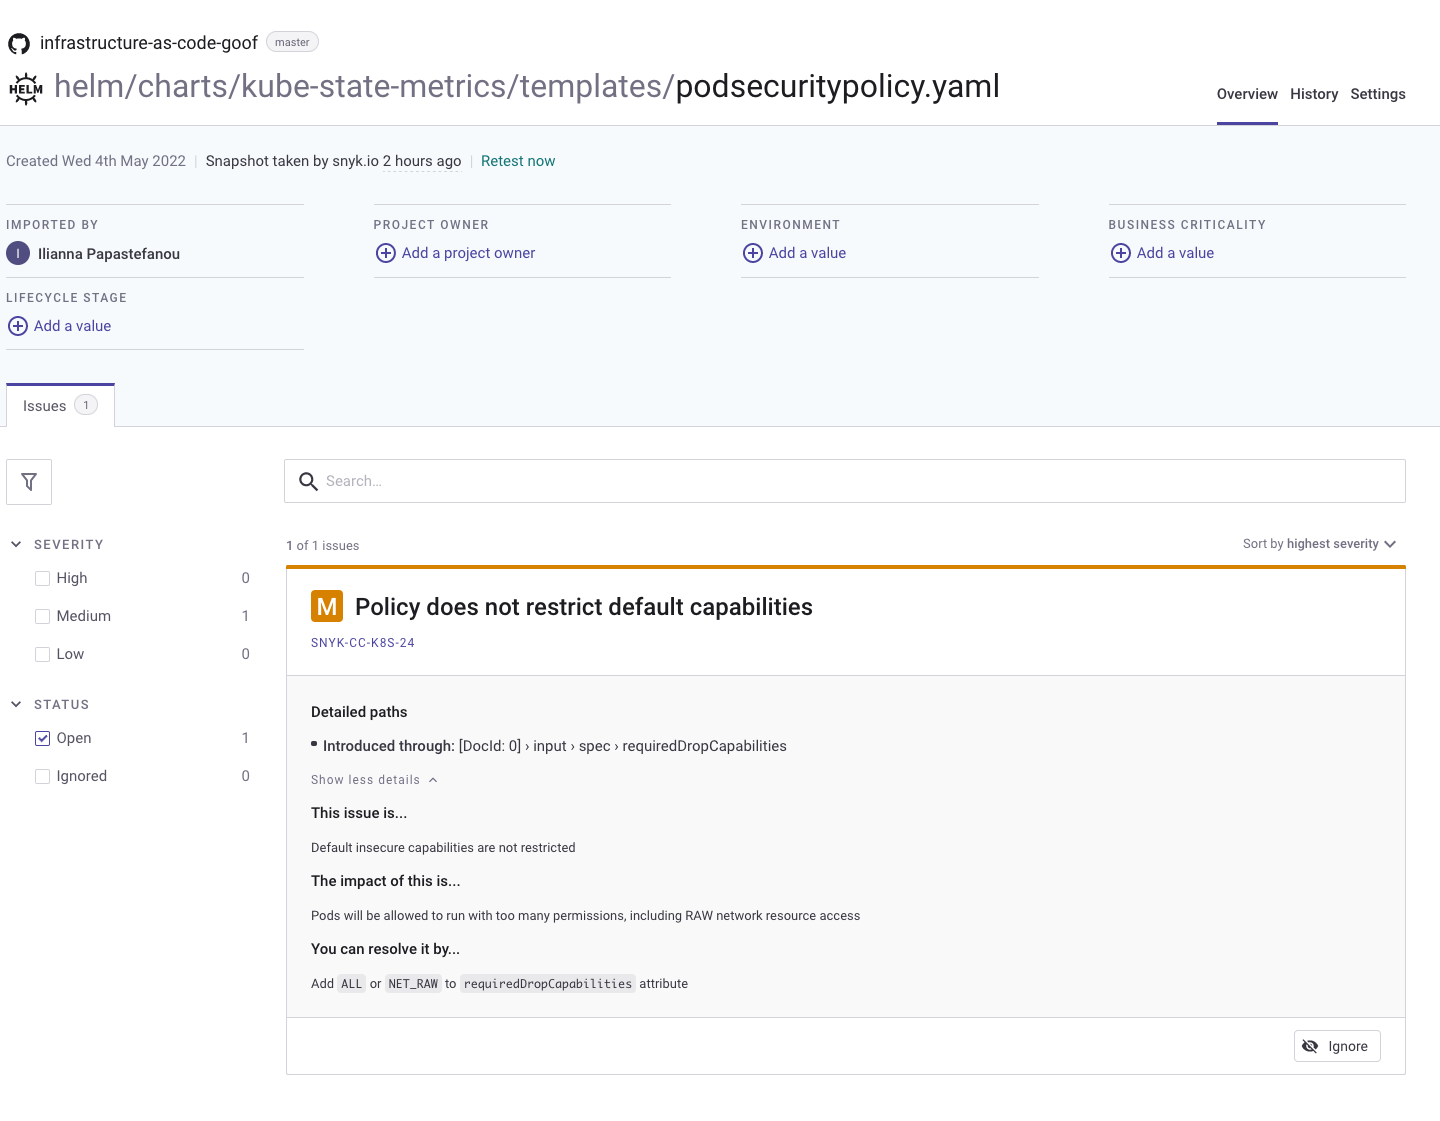 infrastructure-as-code-goof master
HELM helm/charts/kube-state-metrics/templates/podsecuritypolicy.yaml
Overview History Settings
Created Wed 4th May 2022 | Snapshot taken by snyk.io 2 hours ago | Retest now
IMPORTED BY
I Ilianna Papastefanou
PROJECT OWNER
Add a project owner
ENVIRONMENT
Add a value
BUSINESS CRITICALITY
Add a value
LIFECYCLE STAGE
Add a value
Issues 1
Search...
SEVERITY
High 0
Medium 1
Low 0
STATUS
Open 1
Ignored 0
1 of 1 issues
Sort by highest severity
M Policy does not restrict default capabilities
SNYK-CC-K8S-24
Detailed paths
Introduced through: [DocId: 0] › input › spec › requiredDropCapabilities
Show less details
This issue is...
Default insecure capabilities are not restricted
The impact of this is...
Pods will be allowed to run with too many permissions, including RAW network resource access
You can resolve it by...
Add ALL or NET_RAW to requiredDropCapabilities attribute
Ignore